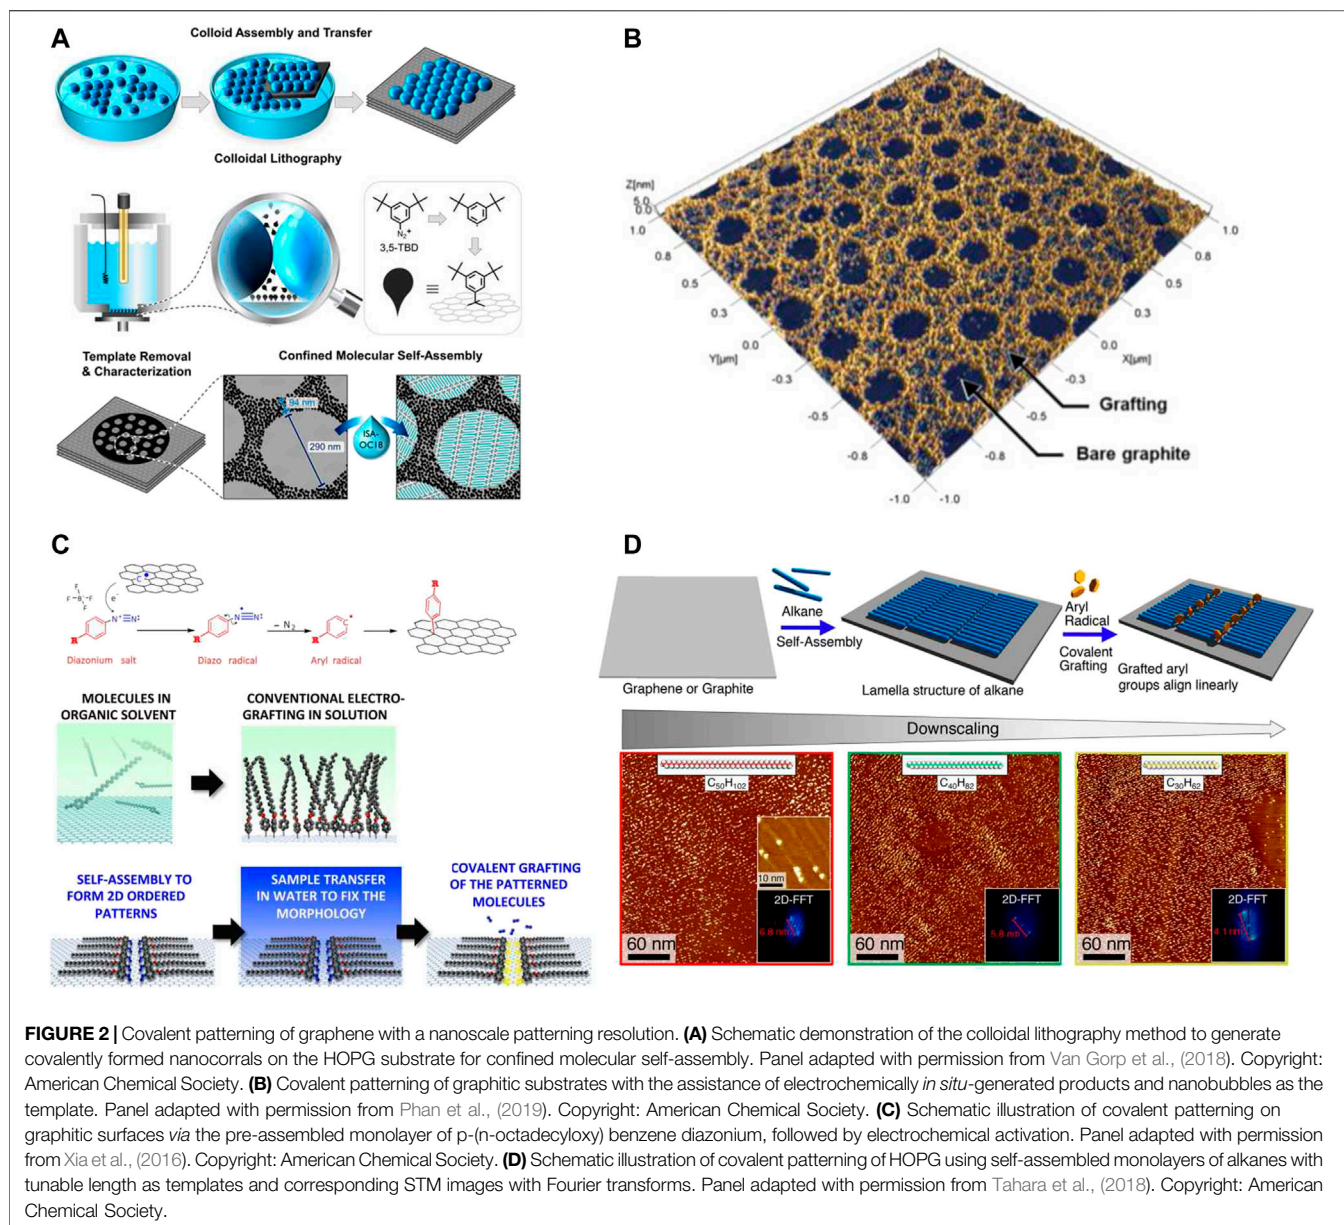 A
Colloid Assembly and Transfer
Colloidal Lithography
N₂⁺
3,5-TBD
Template Removal
& Characterization
Confined Molecular Self-Assembly
94 nm
290 nm
ISA-
OC18
B
Z[nm]
5.0
0.0
1.0
0.8
0.6
0.3
0.0
Y[µm]
-0.3
-0.5
-0.8
-1.0
1.0
0.8
0.6
0.3
0.0
X[µm]
-0.3
-0.5
-0.8
-1.0
Grafting
Bare graphite
C
F
F B⁻ F
F
e⁻
C
N⁺ N:
N N:
– N₂
C
R
R
R
R
Diazonium salt
Diazo radical
Aryl radical
MOLECULES IN
ORGANIC SOLVENT
CONVENTIONAL ELECTRO-
GRAFTING IN SOLUTION
SELF-ASSEMBLY TO
FORM 2D ORDERED
PATTERNS
SAMPLE TRANSFER
IN WATER TO FIX THE
MORPHOLOGY
COVALENT GRAFTING
OF THE PATTERNED
MOLECULES
D
Graphene or Graphite
Alkane
Self-Assembly
Lamella structure of alkane
Aryl
Radical
Covalent
Grafting
Grafted aryl
groups align linearly
Downscaling
C₅₀H₁₀₂
10 nm
2D-FFT
6.8 nm
60 nm
C₄₀H₈₂
2D-FFT
5.8 nm
60 nm
C₃₀H₆₂
2D-FFT
4.1 nm
60 nm
FIGURE 2 | Covalent patterning of graphene with a nanoscale patterning resolution. (A) Schematic demonstration of the colloidal lithography method to generate
covalently formed nanocorrals on the HOPG substrate for confined molecular self-assembly. Panel adapted with permission from Van Gorp et al., (2018). Copyright:
American Chemical Society. (B) Covalent patterning of graphitic substrates with the assistance of electrochemically in situ-generated products and nanobubbles as the
template. Panel adapted with permission from Phan et al., (2019). Copyright: American Chemical Society. (C) Schematic illustration of covalent patterning on
graphitic surfaces via the pre-assembled monolayer of p-(n-octadecyloxy) benzene diazonium, followed by electrochemical activation. Panel adapted with permission
from Xia et al., (2016). Copyright: American Chemical Society. (D) Schematic illustration of covalent patterning of HOPG using self-assembled monolayers of alkanes with
tunable length as templates and corresponding STM images with Fourier transforms. Panel adapted with permission from Tahara et al., (2018). Copyright: American
Chemical Society.